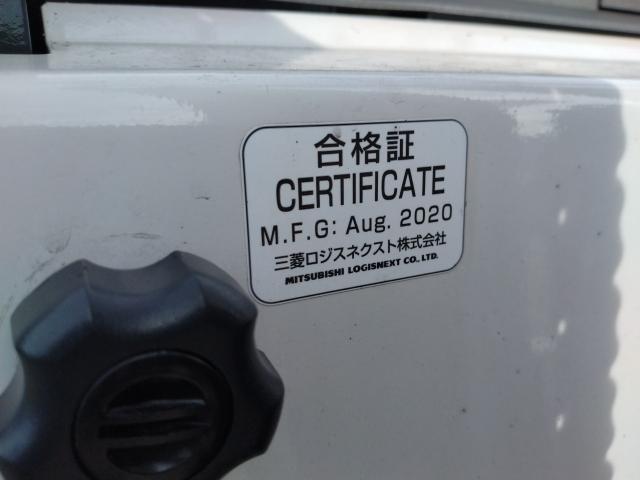 合格証
CERTIFICATE
M.F.G: Aug. 2020
三菱ロジスネクスト株式会社
MITSUBISHI LOGISNEXT CO., LTD.